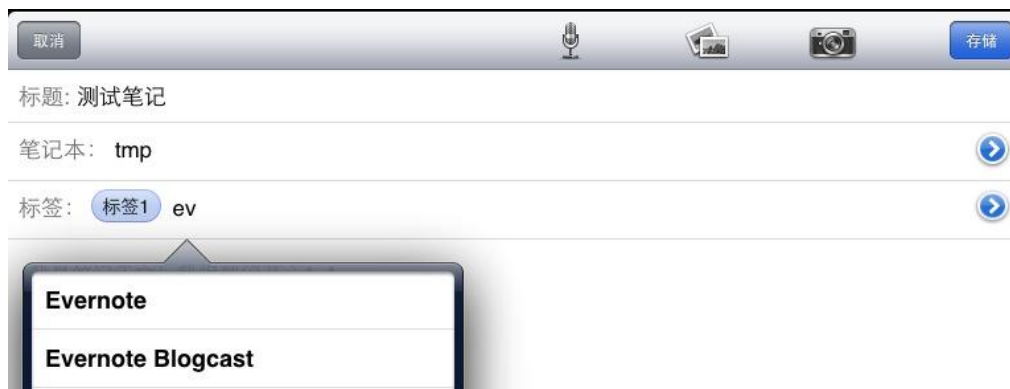 取消 存储
标题: 测试笔记
笔记本: tmp
标签: 标签1 ev
Evernote
Evernote Blogcast